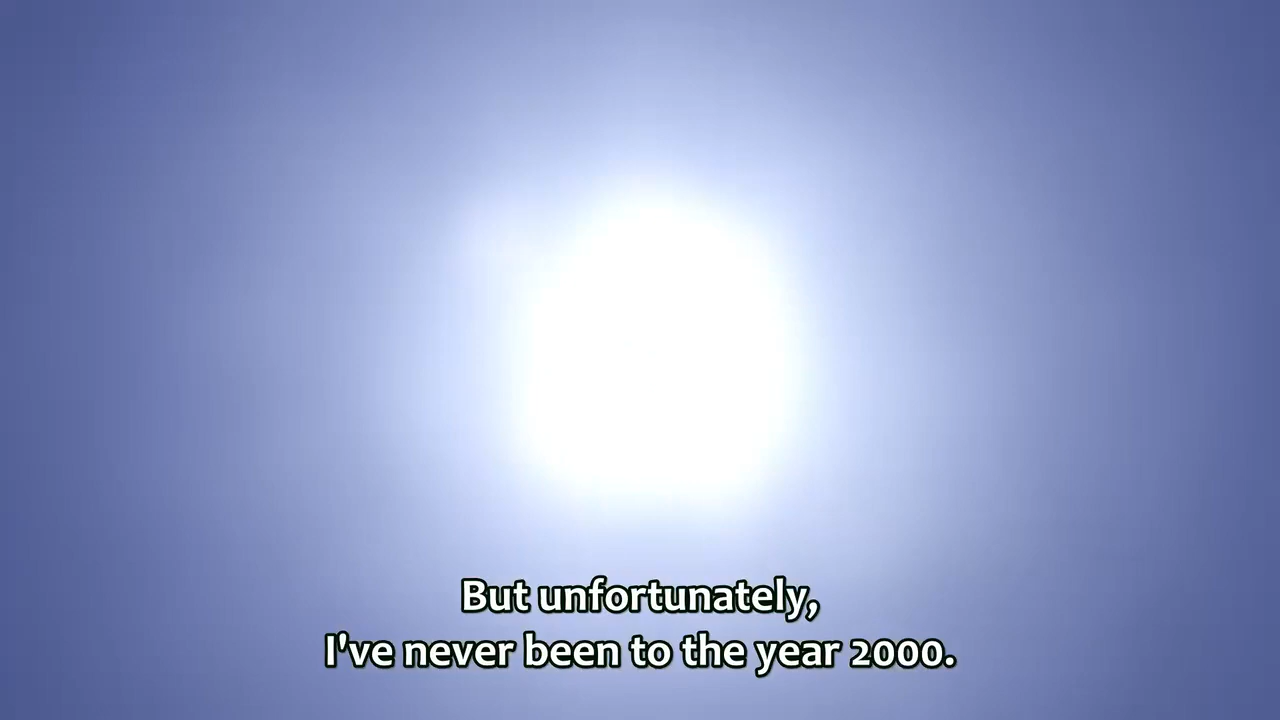 But unfortunately,
I've never been to the year 2000.